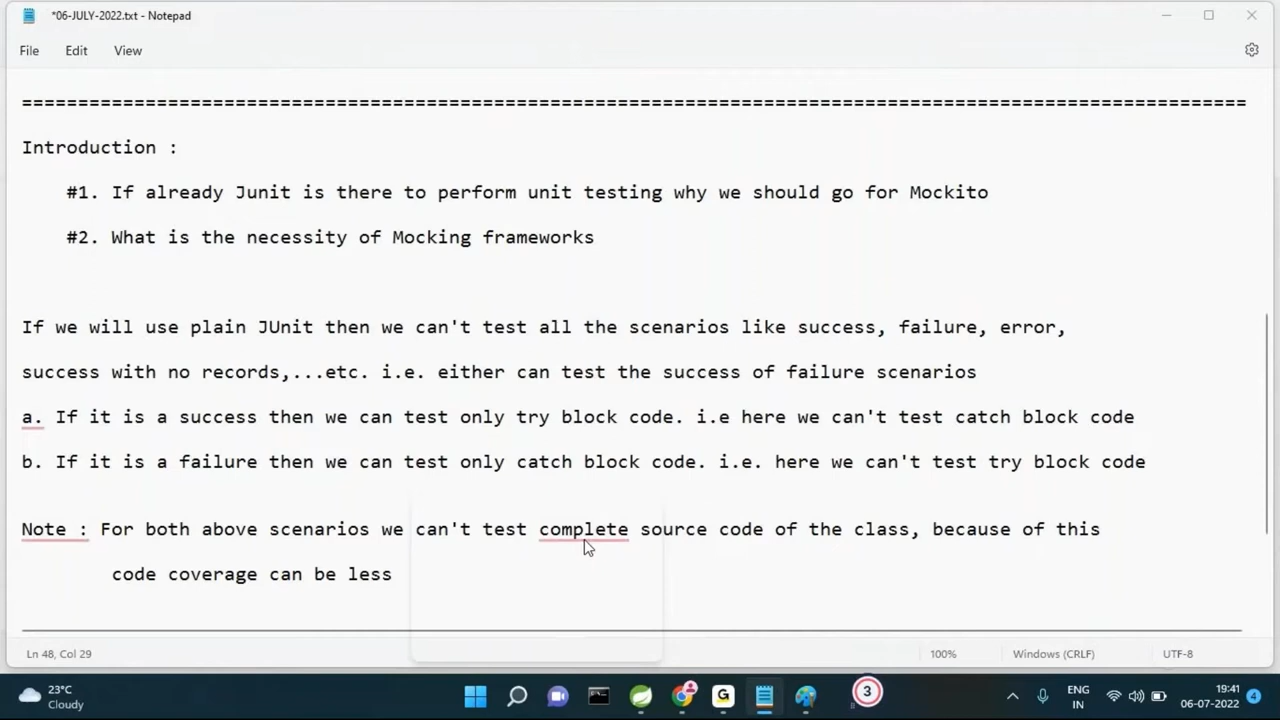 *06-JULY-2022.txt - Notepad
File Edit View
=============================================================================================================
Introduction :
#1. If already Junit is there to perform unit testing why we should go for Mockito
#2. What is the necessity of Mocking frameworks
If we will use plain JUnit then we can't test all the scenarios like success, failure, error,
success with no records,...etc. i.e. either can test the success of failure scenarios
a. If it is a success then we can test only try block code. i.e here we can't test catch block code
b. If it is a failure then we can test only catch block code. i.e. here we can't test try block code
Note : For both above scenarios we can't test complete source code of the class, because of this
code coverage can be less
Ln 48, Col 29 100% Windows (CRLF) UTF-8
23°C
Cloudy
G
3
ENG
IN
19:41
06-07-2022
4